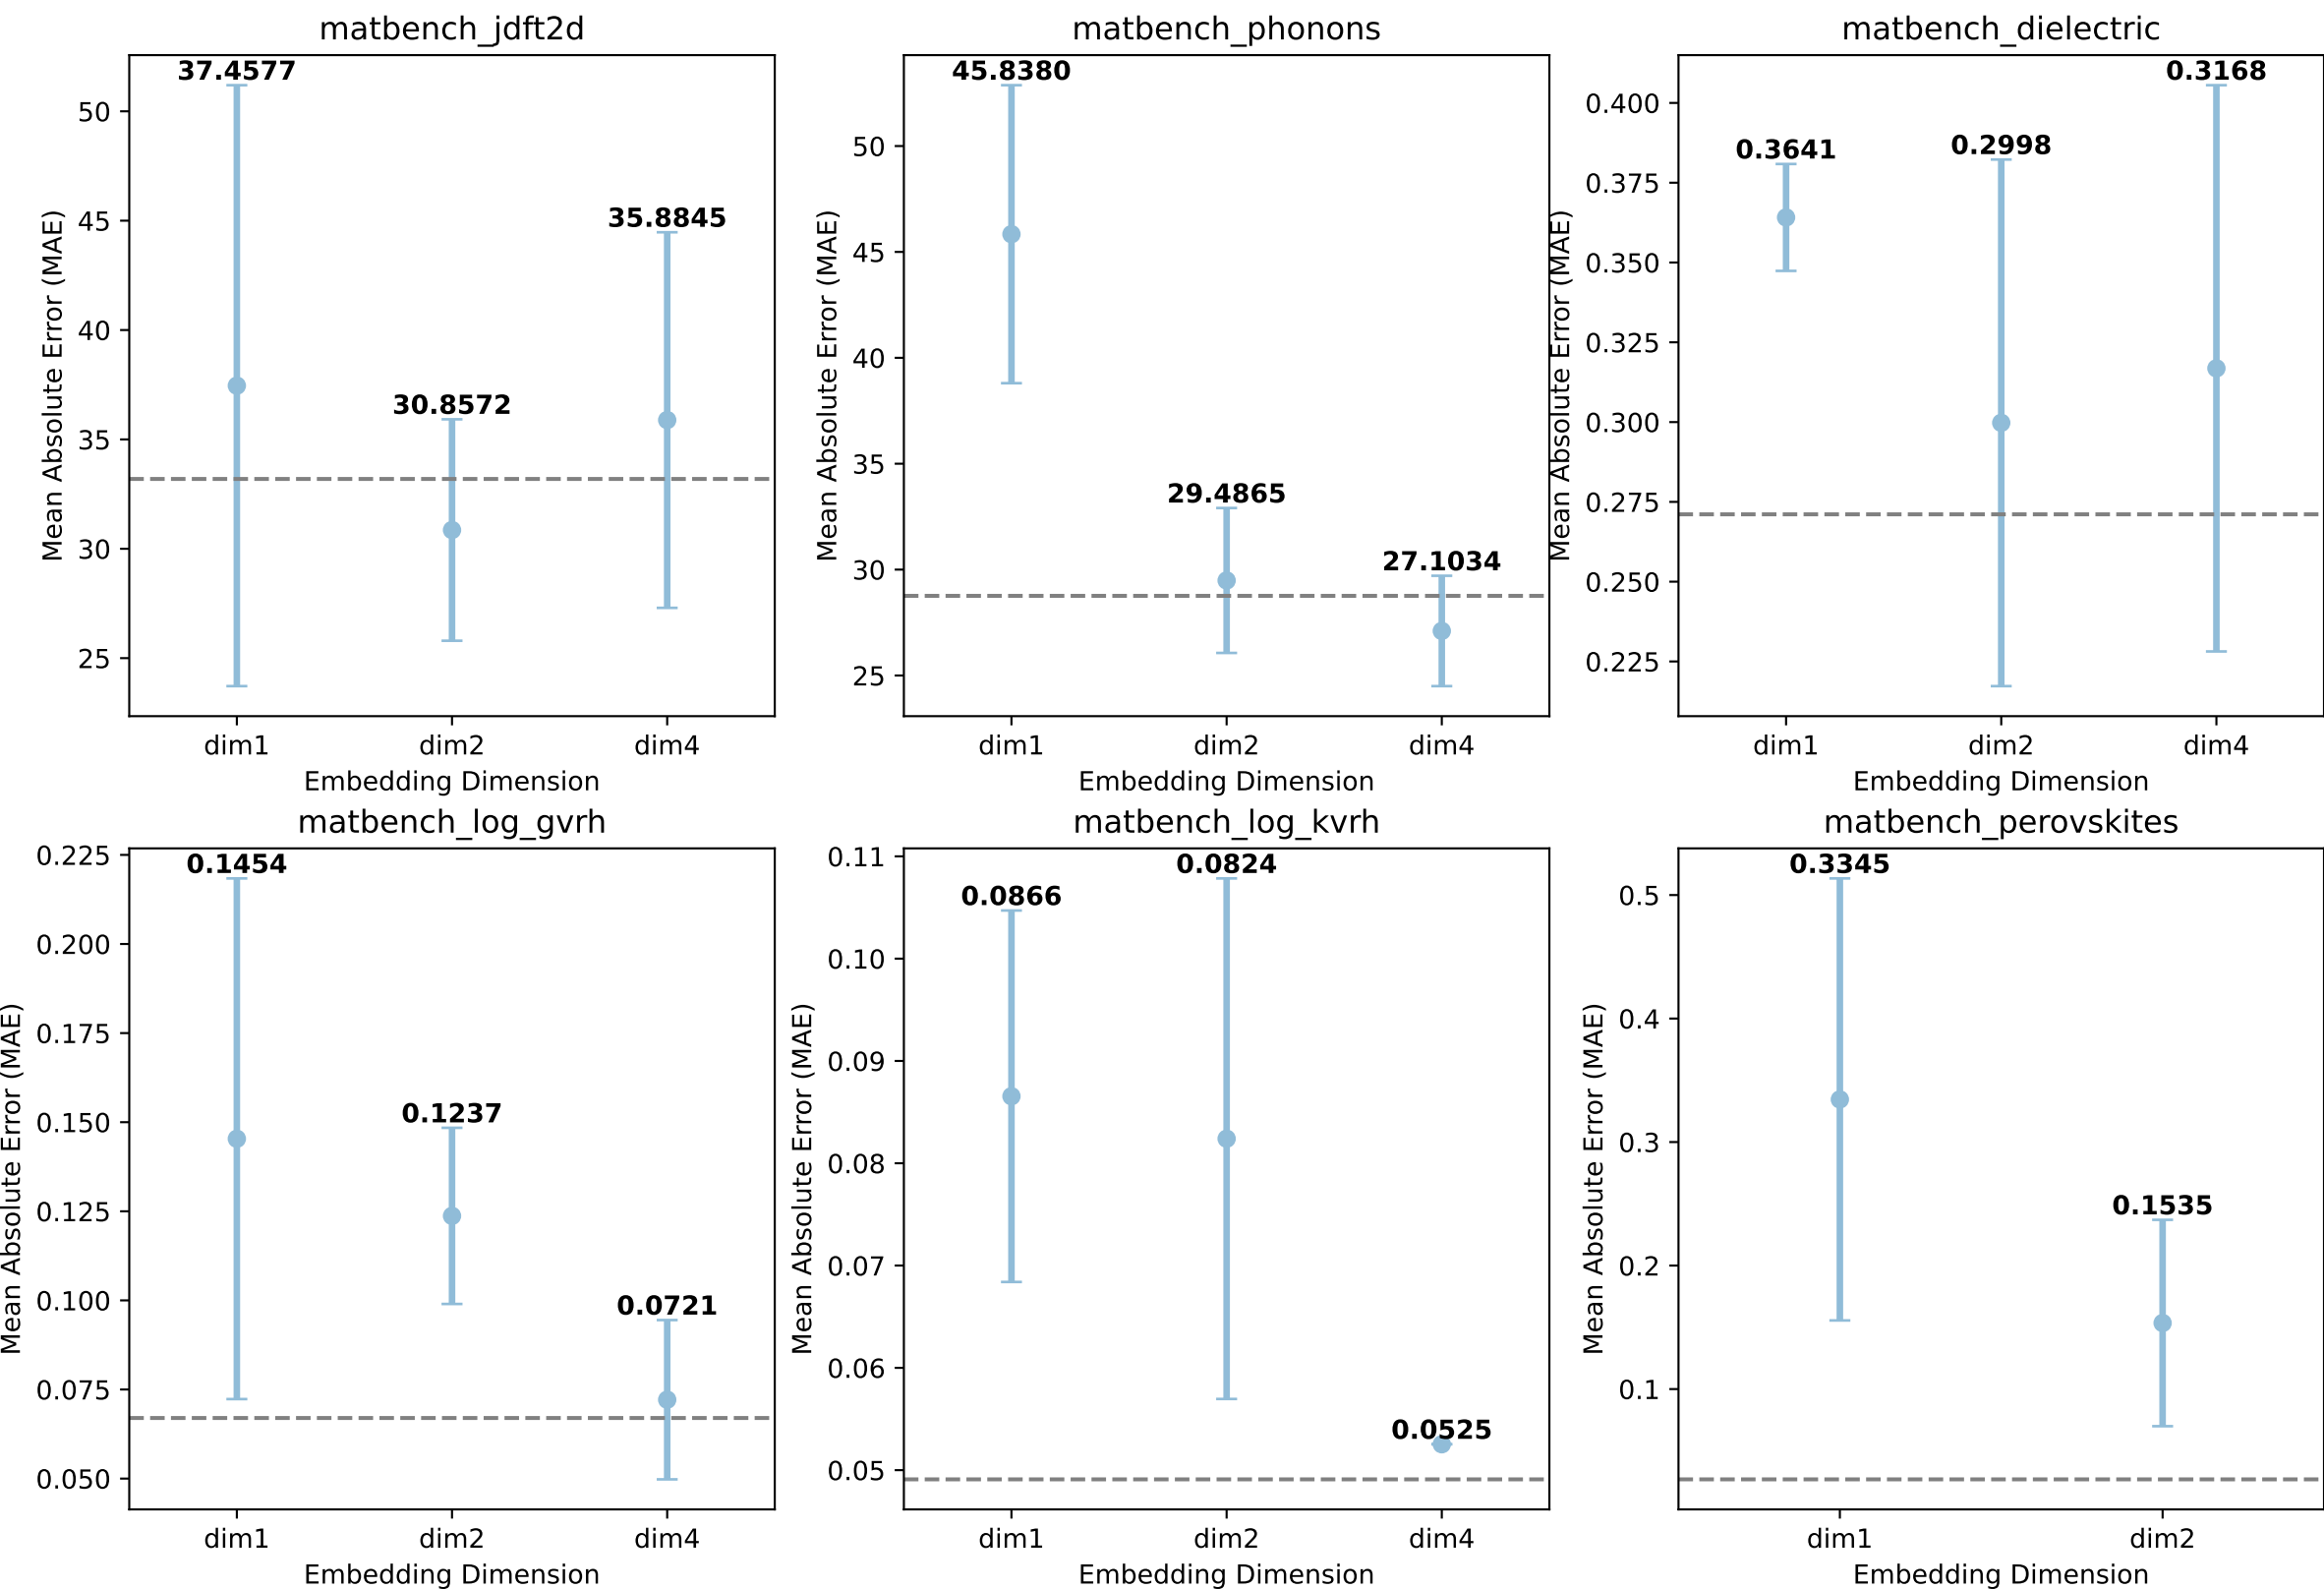 matbench_jdft2d
37.4577
30.8572
35.8845
50
45
40
35
30
25
Mean Absolute Error (MAE)
dim1
dim2
dim4
Embedding Dimension
matbench_phonons
45.8380
29.4865
27.1034
50
45
40
35
30
25
Mean Absolute Error (MAE)
dim1
dim2
dim4
Embedding Dimension
matbench_dielectric
0.3641
0.2998
0.3168
0.400
0.375
0.350
0.325
0.300
0.275
0.250
0.225
Mean Absolute Error (MAE)
dim1
dim2
dim4
Embedding Dimension
matbench_log_gvrh
0.1454
0.1237
0.0721
0.225
0.200
0.175
0.150
0.125
0.100
0.075
0.050
Mean Absolute Error (MAE)
dim1
dim2
dim4
Embedding Dimension
matbench_log_kvrh
0.0866
0.0824
0.0525
0.11
0.10
0.09
0.08
0.07
0.06
0.05
Mean Absolute Error (MAE)
dim1
dim2
dim4
Embedding Dimension
matbench_perovskites
0.3345
0.1535
0.5
0.4
0.3
0.2
0.1
Mean Absolute Error (MAE)
dim1
dim2
Embedding Dimension